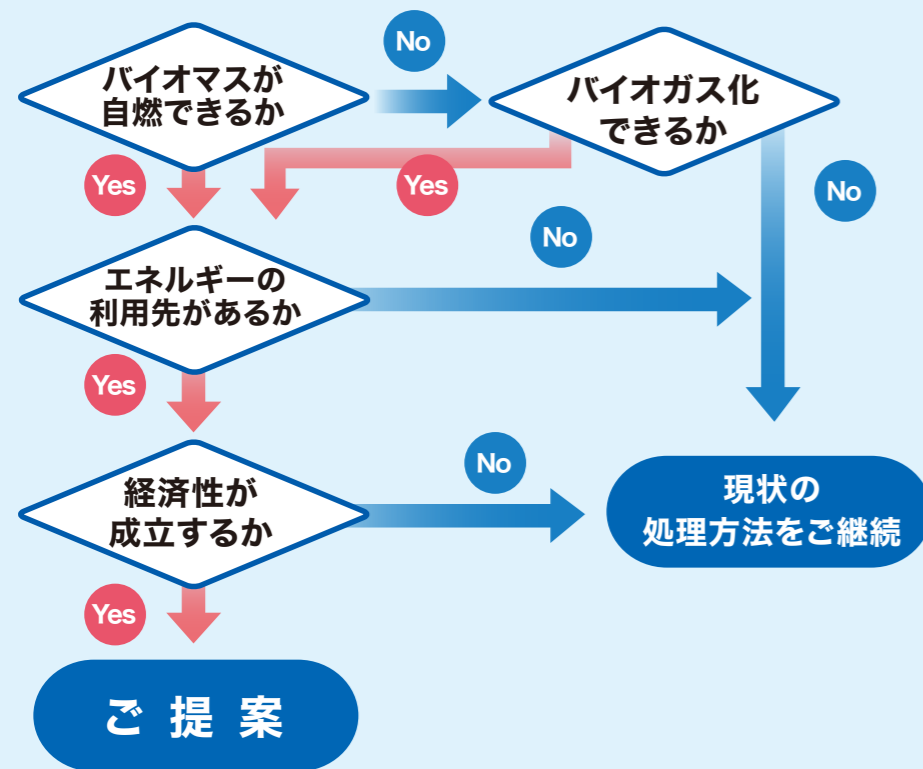 バイオマスが
自燃できるか
No
バイオガス化
できるか
Yes
Yes
No
No
エネルギーの
利用先があるか
Yes
No
経済性が
成立するか
現状の
処理方法をご継続
Yes
ご提案